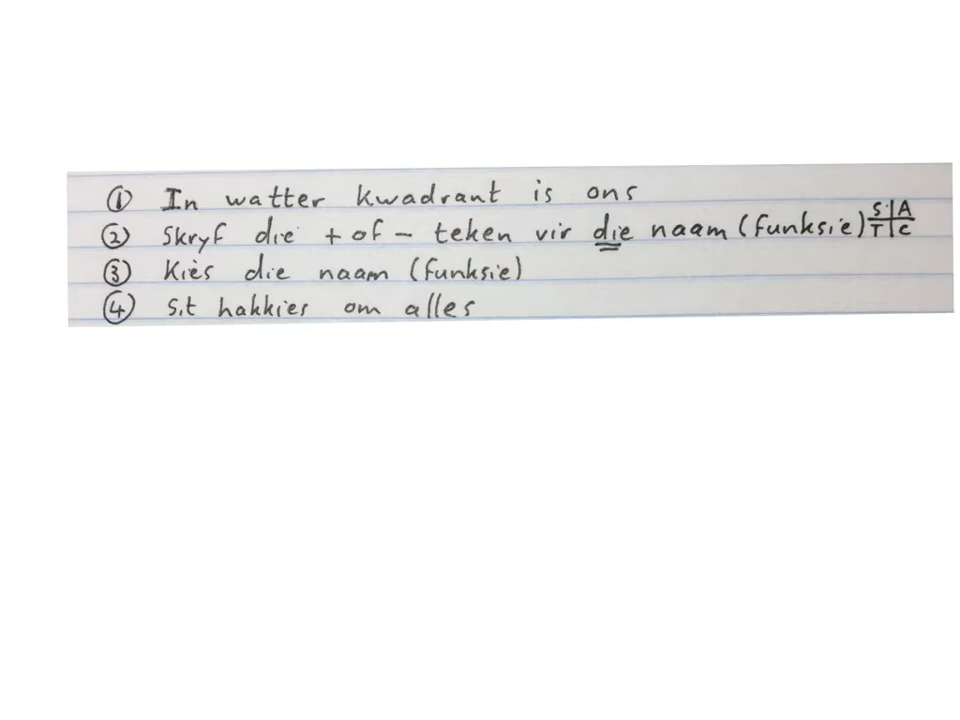 ① In watter kwadrant is ons
② Skryf die + of - teken vir die naam (funksie) S|A T|C
③ Kies die naam (funksie)
④ Sit hakkies om alles